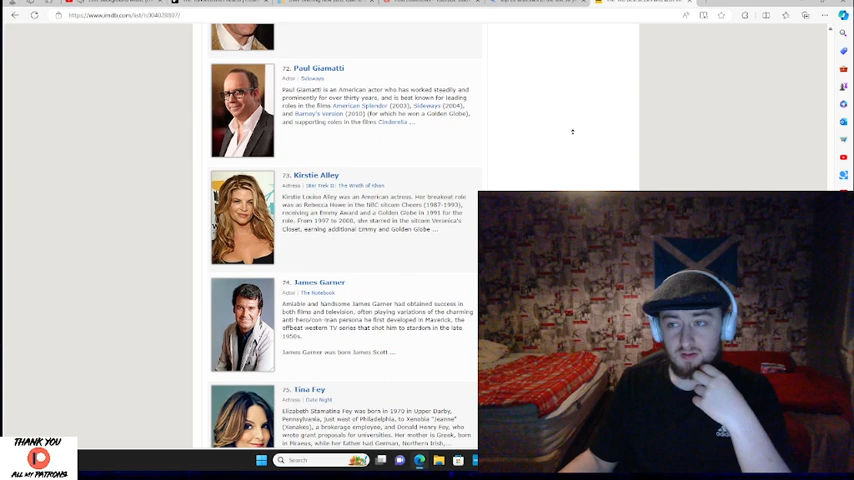 https://www.imdb.com/list/
72. Paul Giamatti
Actor | Sideways
Paul Giamatti is an American actor who has worked steadily and
prominently for over thirty years, and is best known for leading
roles in the films American Splendor (2003), Sideways (2004),
and Barney's Version (2010) (for which he won a Golden Globe),
and supporting roles in the films Cinderella ...
73. Kirstie Alley
Actress | Star Trek II: The Wrath of Khan
Kirstie Louise Alley was an American actress. Her breakout role
was as Rebecca Howe in the NBC sitcom Cheers (1987-1993),
receiving an Emmy Award and a Golden Globe in 1991 for the
role. From 1997 to 2000, she starred in the sitcom Veronica's
Closet, earning additional Emmy and Golden Globe ...
74. James Garner
Actor | The Notebook
Amiable and handsome James Garner had obtained success in
both films and television, often playing variations of the charming
anti-hero/con-man persona he first developed in Maverick, the
offbeat western TV series that shot him to stardom in the late
1950s.
James Garner was born James Scott ...
75. Tina Fey
Actress | Date Night
Elizabeth Stamatina Fey was born in 1970 in Upper Darby,
Pennsylvania, just west of Philadelphia, to Xenobia "Jeanne"
(Xenakes), a brokerage employee, and Donald Henry Fey, who
wrote grant proposals for universities. Her mother is Greek, born
in Piraeus, while her father had German, Northern Irish, ...
Search
THANK YOU
ALL MY PATRONS
adidas